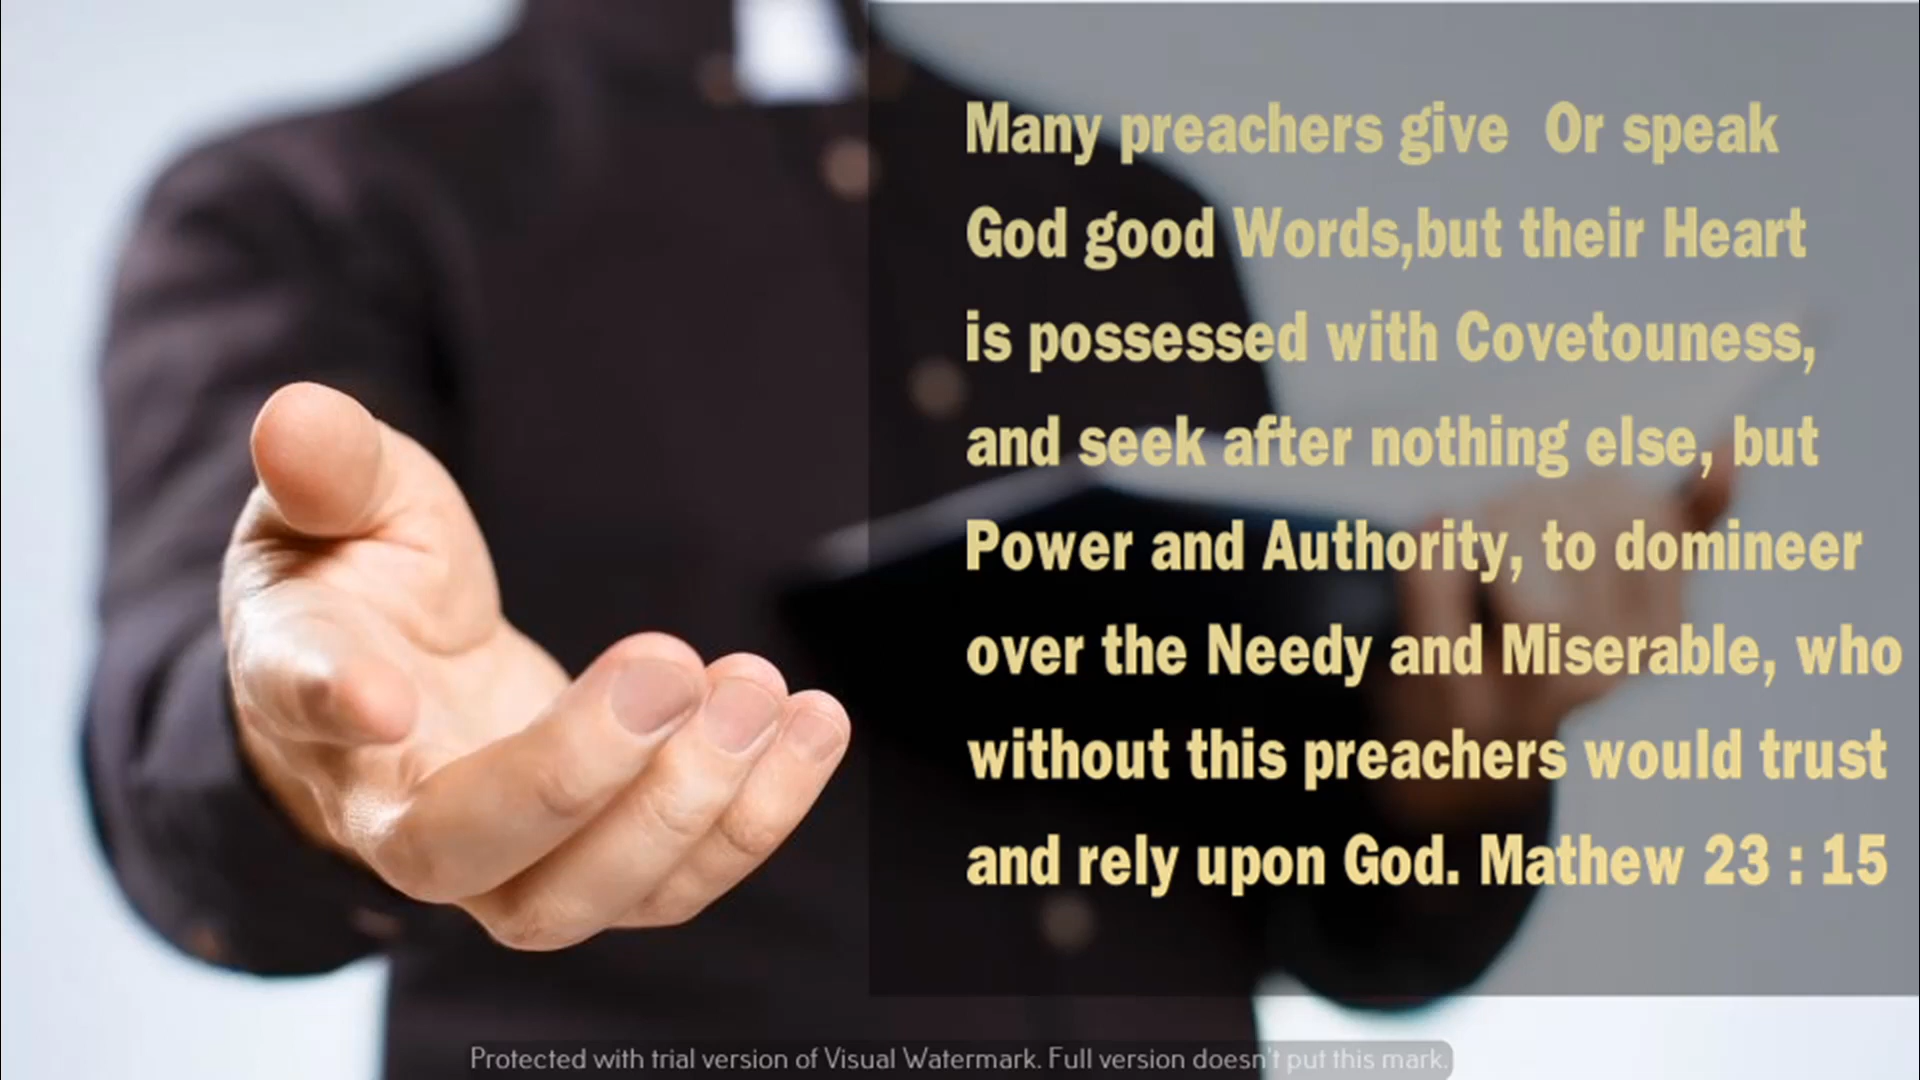 Many preachers give  Or speak
God good Words,but their Heart
is possessed with Covetouness,
and seek after nothing else, but
Power and Authority, to domineer
over the Needy and Miserable, who
without this preachers would trust
and rely upon God. Mathew 23 : 15
Protected with trial version of Visual Watermark. Full version doesn't put this mark.